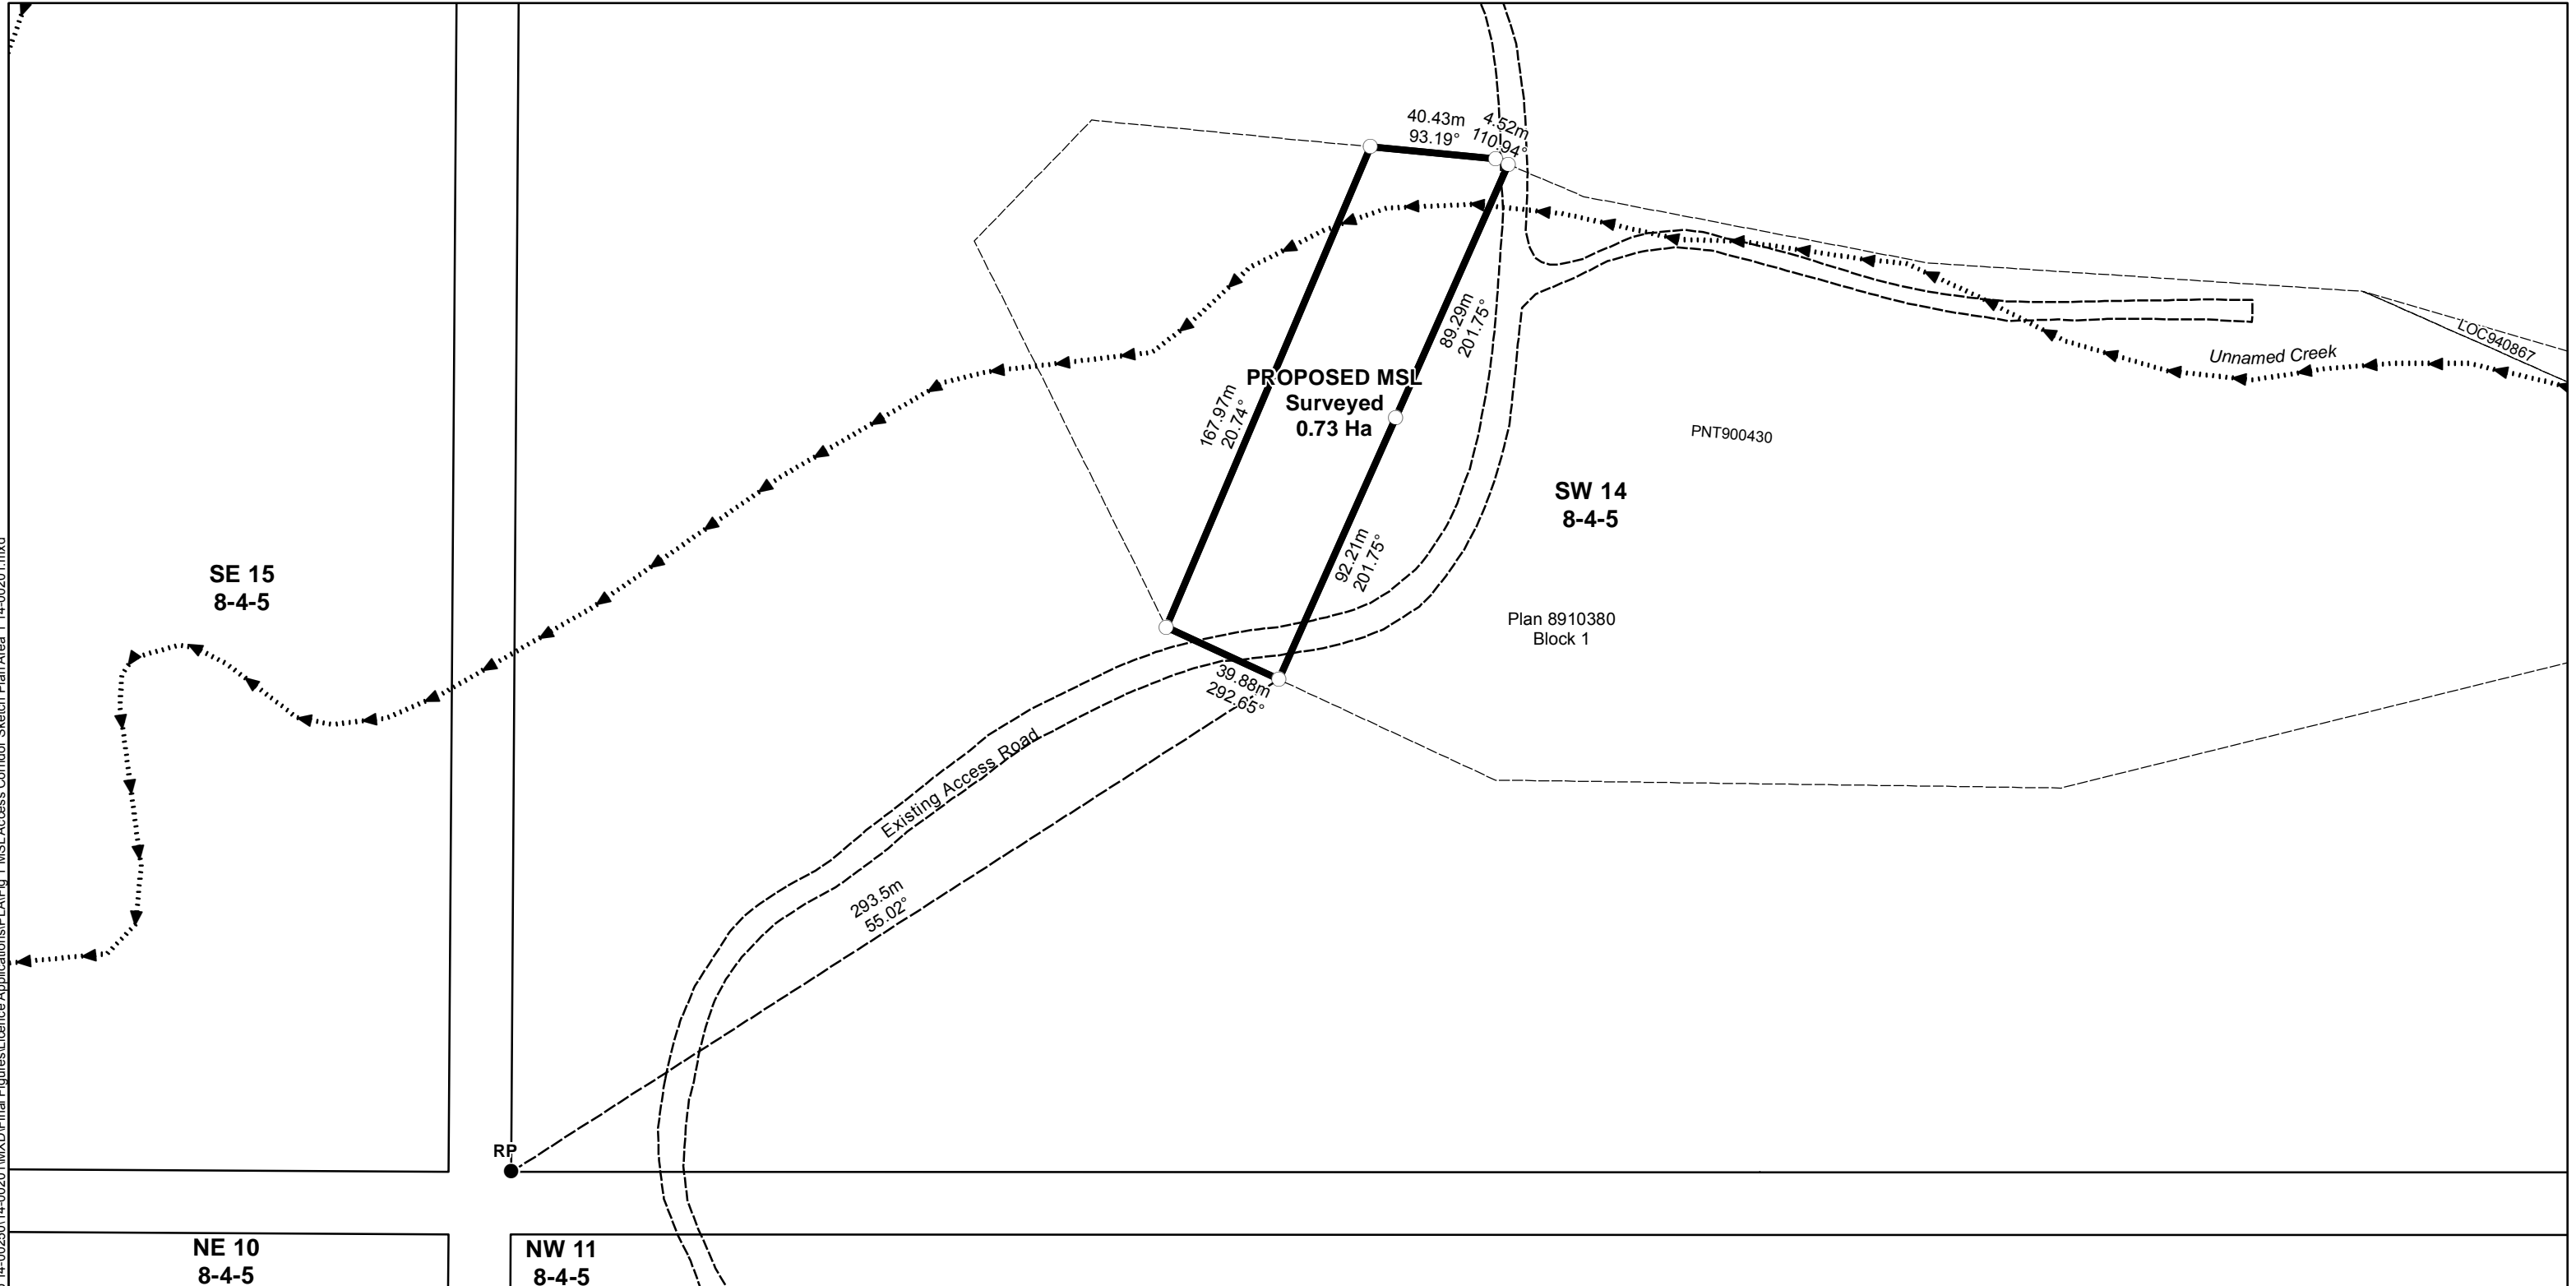 40.43m
93.19°
4.52m
110.94°
89.29m
201.75°
LOC940867
Unnamed Creek
PROPOSED MSL
Surveyed
0.73 Ha
167.97m
20.74°
PNT900430
SW 14
8-4-5
92.21m
201.75°
SE 15
8-4-5
Plan 8910380
Block 1
39.88m
292.65°
Existing Access Road
293.5m
55.02°
RP
NE 10
8-4-5
NW 11
8-4-5